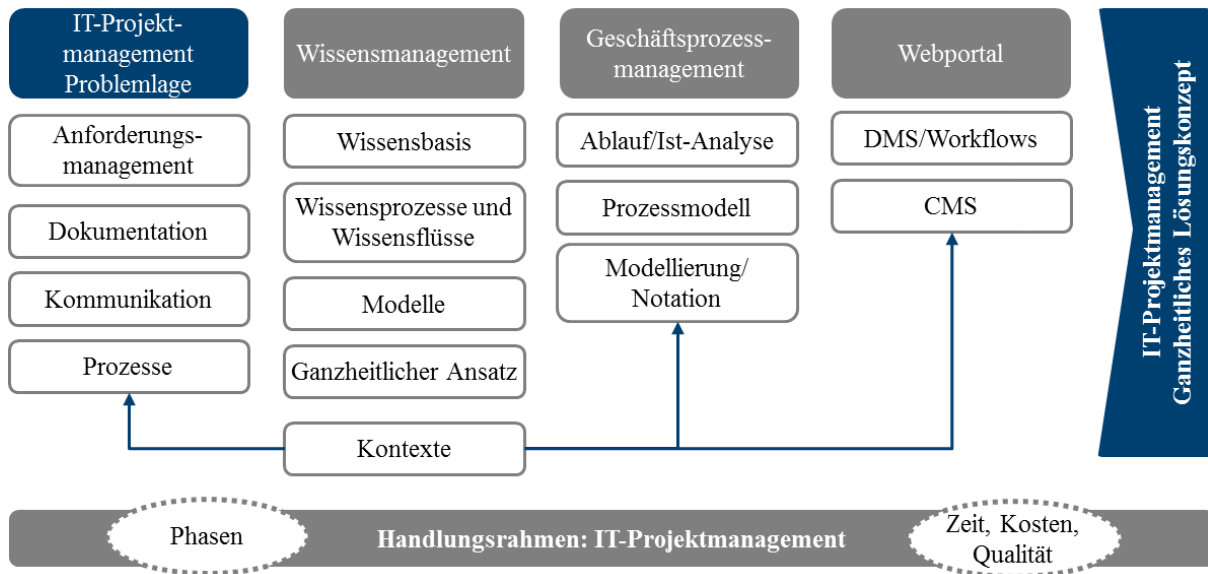 IT-Projekt-
management
Problemlage
Anforderungs-
management
Dokumentation
Kommunikation
Prozesse
Wissensmanagement
Wissensbasis
Wissensprozesse und
Wissensflüsse
Modelle
Ganzheitlicher Ansatz
Kontexte
Geschäftsprozess-
management
Ablauf/Ist-Analyse
Prozessmodell
Modellierung/
Notation
Webportal
DMS/Workflows
CMS
IT-Projektmanagement
Ganzheitliches Lösungskonzept
Phasen
Handlungsrahmen: IT-Projektmanagement
Zeit, Kosten,
Qualität